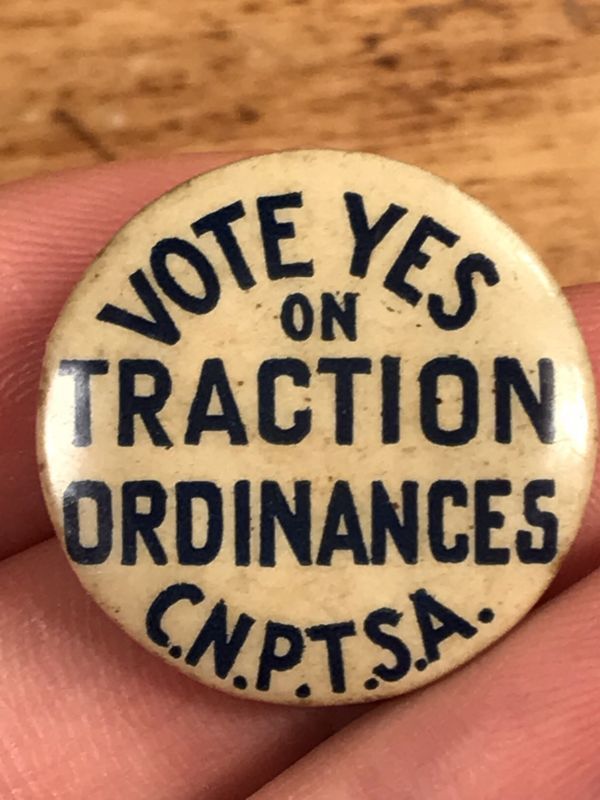 VOTE YES
ON
TRACTION
ORDINANCES
C.N.P.T.S.A.